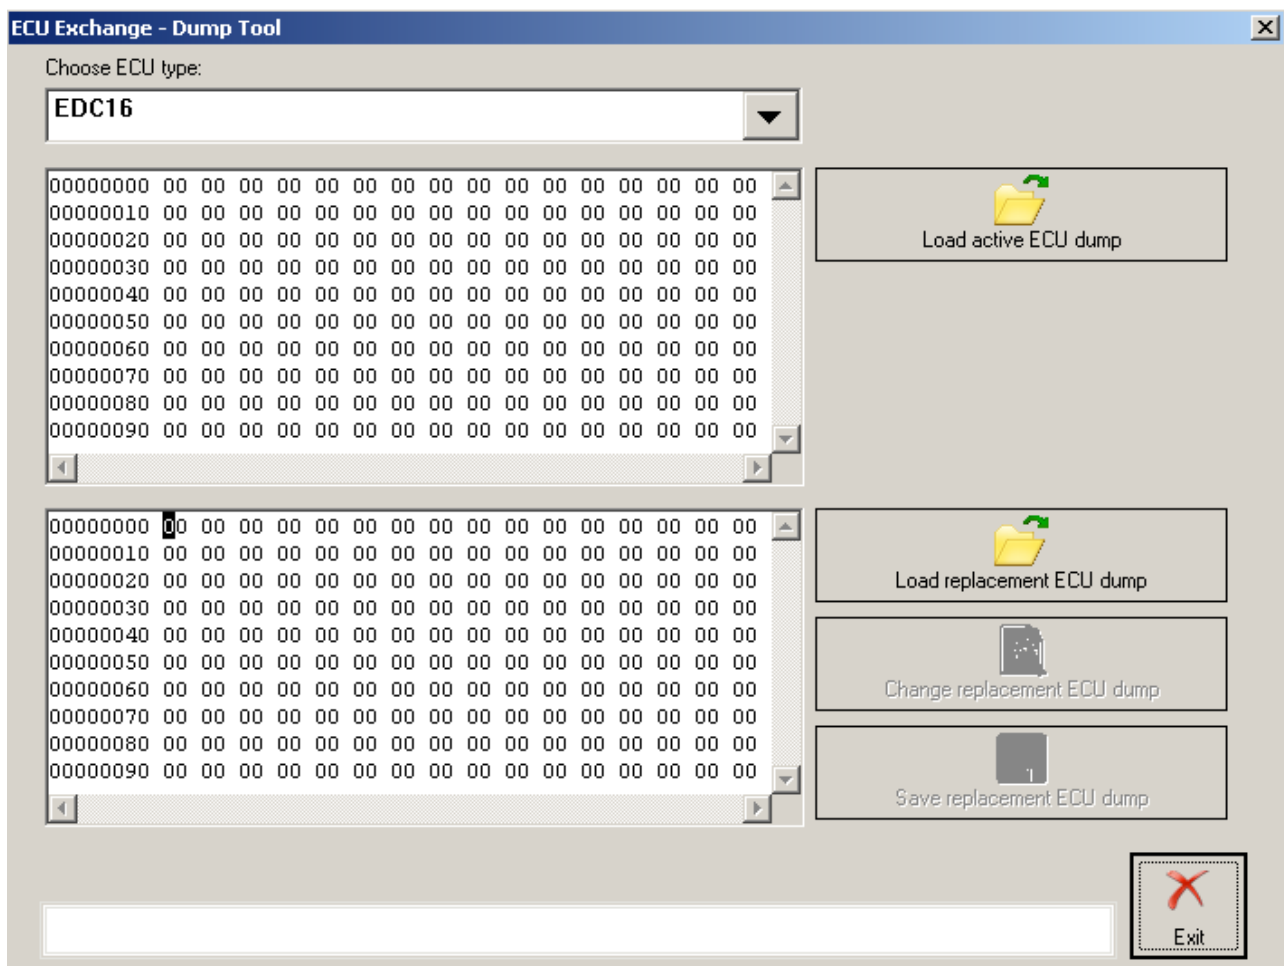 ECU Exchange - Dump Tool
Choose ECU type:
EDC16
00000000 00 00 00 00 00 00 00 00 00 00 00 00 00 00 00 00
00000010 00 00 00 00 00 00 00 00 00 00 00 00 00 00 00 00
00000020 00 00 00 00 00 00 00 00 00 00 00 00 00 00 00 00
00000030 00 00 00 00 00 00 00 00 00 00 00 00 00 00 00 00
00000040 00 00 00 00 00 00 00 00 00 00 00 00 00 00 00 00
00000050 00 00 00 00 00 00 00 00 00 00 00 00 00 00 00 00
00000060 00 00 00 00 00 00 00 00 00 00 00 00 00 00 00 00
00000070 00 00 00 00 00 00 00 00 00 00 00 00 00 00 00 00
00000080 00 00 00 00 00 00 00 00 00 00 00 00 00 00 00 00
00000090 00 00 00 00 00 00 00 00 00 00 00 00 00 00 00 00
Load active ECU dump
00000000 00 00 00 00 00 00 00 00 00 00 00 00 00 00 00 00
00000010 00 00 00 00 00 00 00 00 00 00 00 00 00 00 00 00
00000020 00 00 00 00 00 00 00 00 00 00 00 00 00 00 00 00
00000030 00 00 00 00 00 00 00 00 00 00 00 00 00 00 00 00
00000040 00 00 00 00 00 00 00 00 00 00 00 00 00 00 00 00
00000050 00 00 00 00 00 00 00 00 00 00 00 00 00 00 00 00
00000060 00 00 00 00 00 00 00 00 00 00 00 00 00 00 00 00
00000070 00 00 00 00 00 00 00 00 00 00 00 00 00 00 00 00
00000080 00 00 00 00 00 00 00 00 00 00 00 00 00 00 00 00
00000090 00 00 00 00 00 00 00 00 00 00 00 00 00 00 00 00
Load replacement ECU dump
Change replacement ECU dump
Save replacement ECU dump
Exit